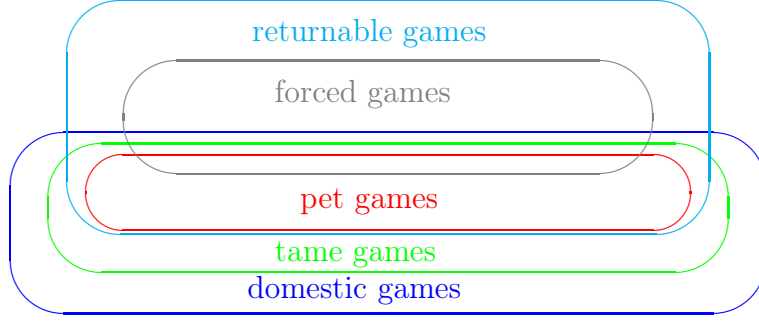 returnable games
forced games
pet games
tame games
domestic games